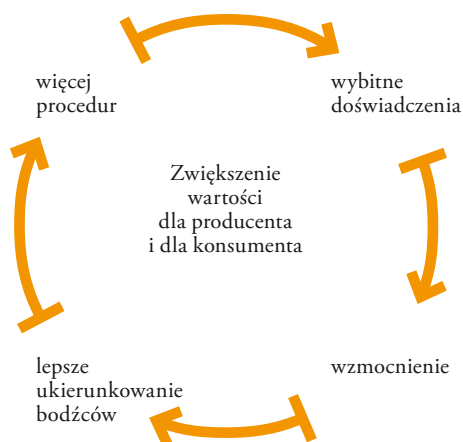 więcej
procedur
wybitne
doświadczenia
Zwiększenie
wartości
dla producenta
i dla konsumenta
lepsze
ukierunkowanie
bodźców
wzmocnienie